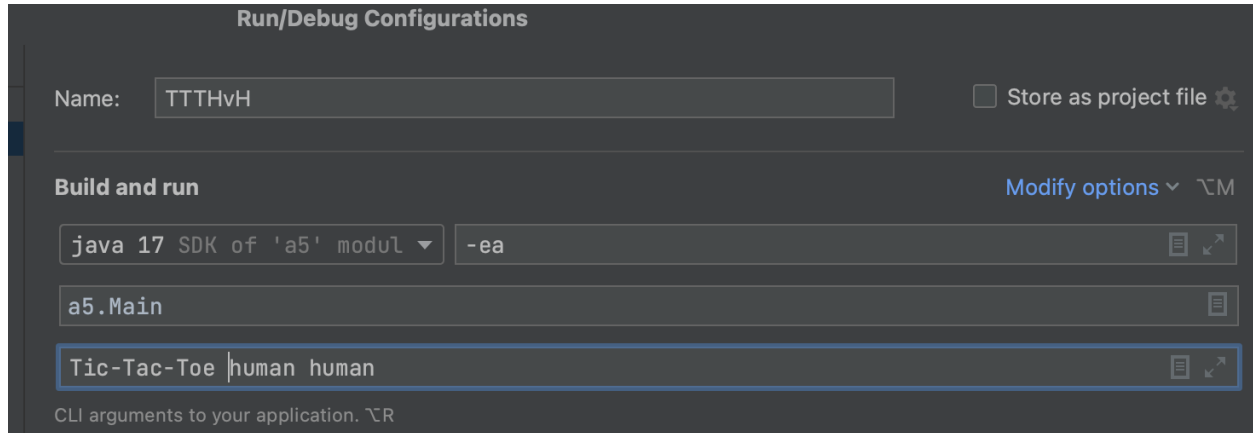 Run/Debug Configurations
Name: TTTHvH Store as project file
Build and run Modify options ⌥M
java 17 SDK of 'a5' modul -ea
a5.Main
Tic-Tac-Toe human human
CLI arguments to your application. ⌥R